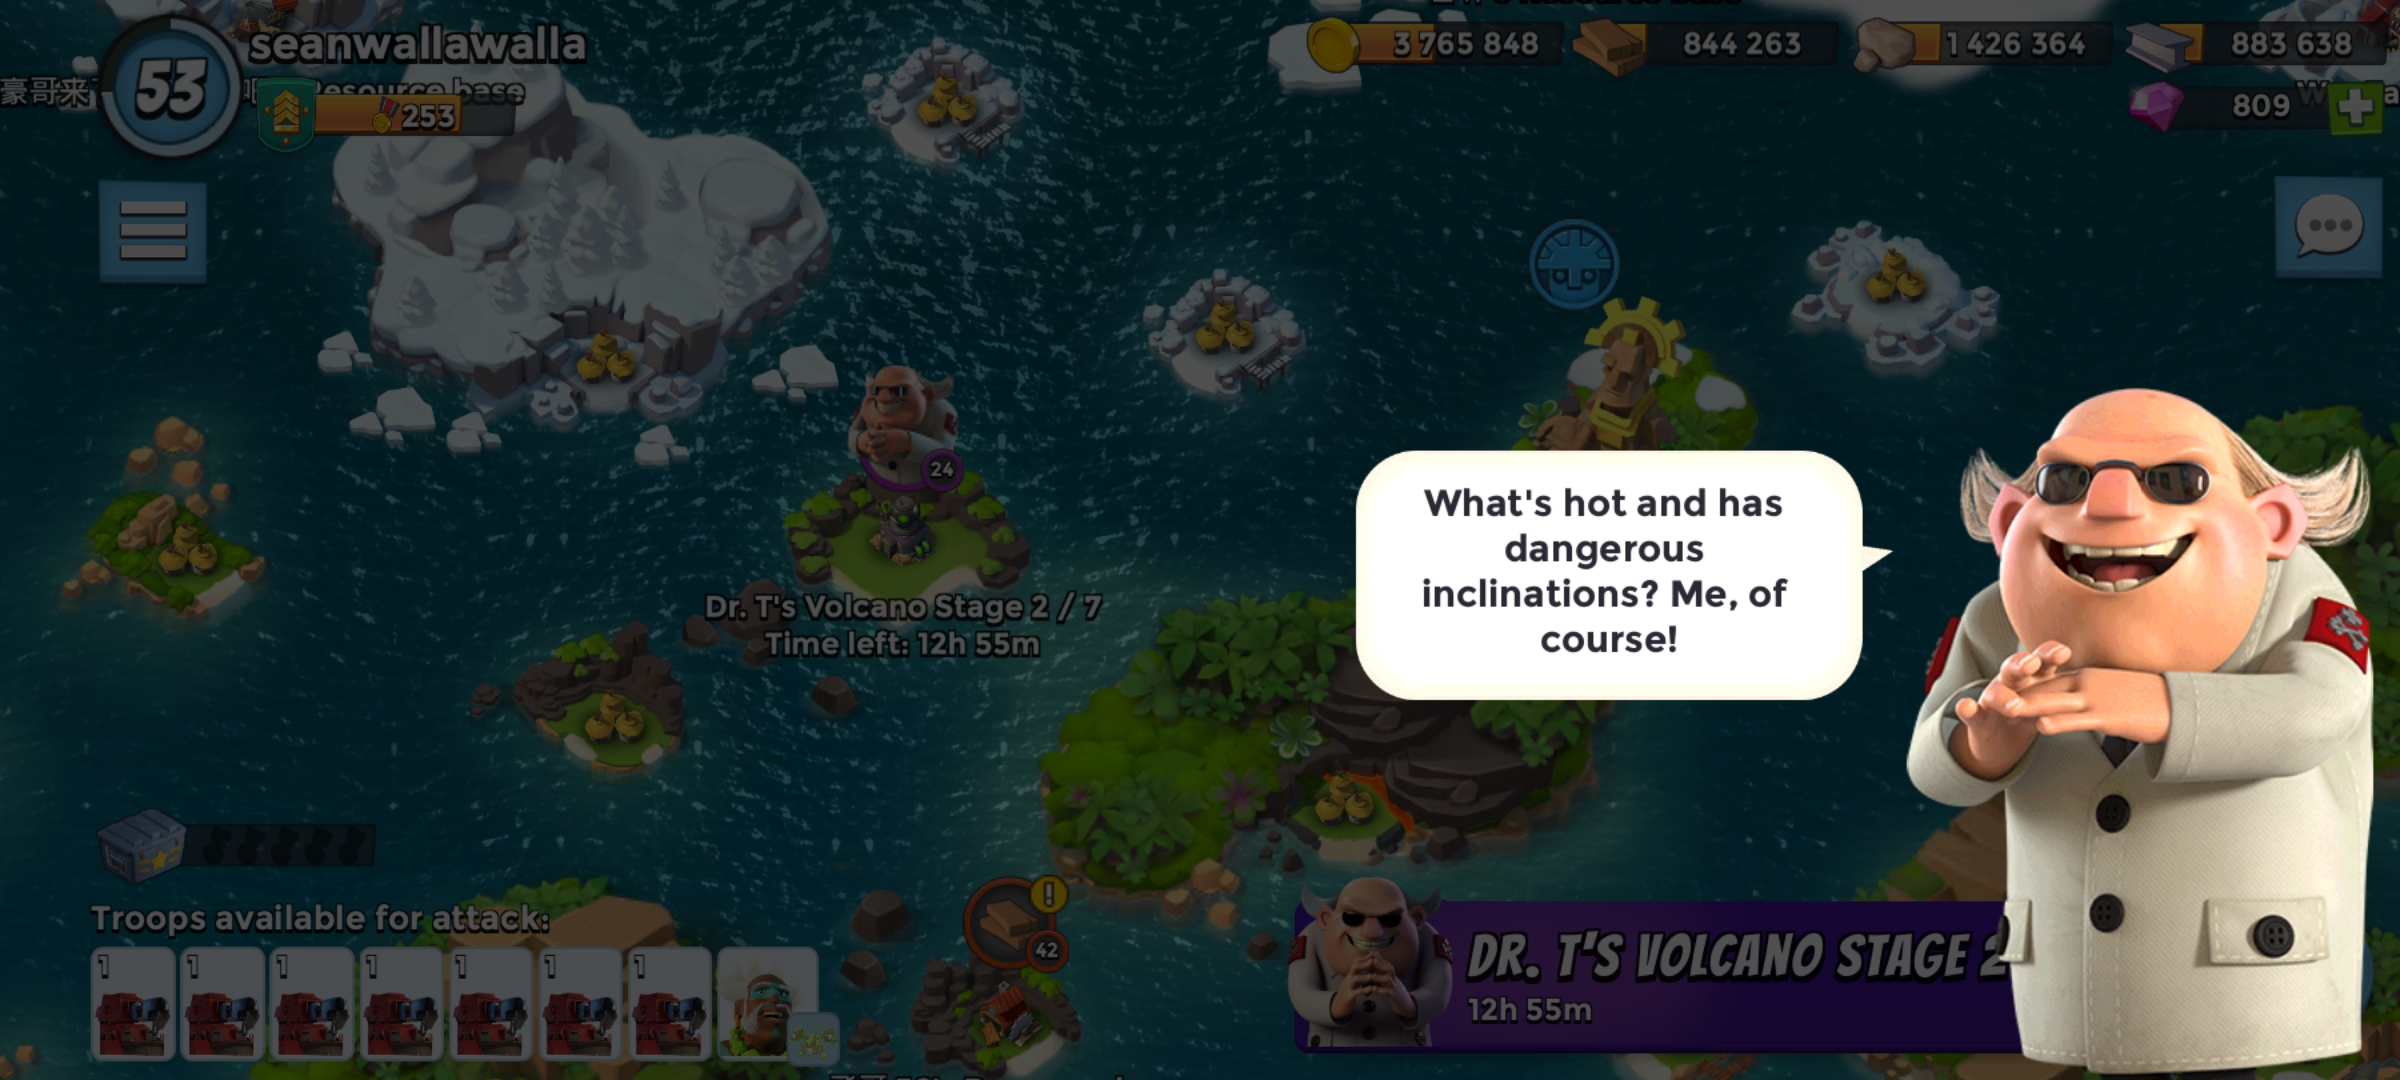 seanwallawalla
53
豪哥来
Resource base
253
3 765 848
844 263
1 426 364
883 638
809
24
Dr. T's Volcano Stage 2 / 7
Time left: 12h 55m
What's hot and has
dangerous
inclinations? Me, of
course!
Troops available for attack:
1 1 1 1 1 1 1
!
42
DR. T'S VOLCANO STAGE 2
12h 55m